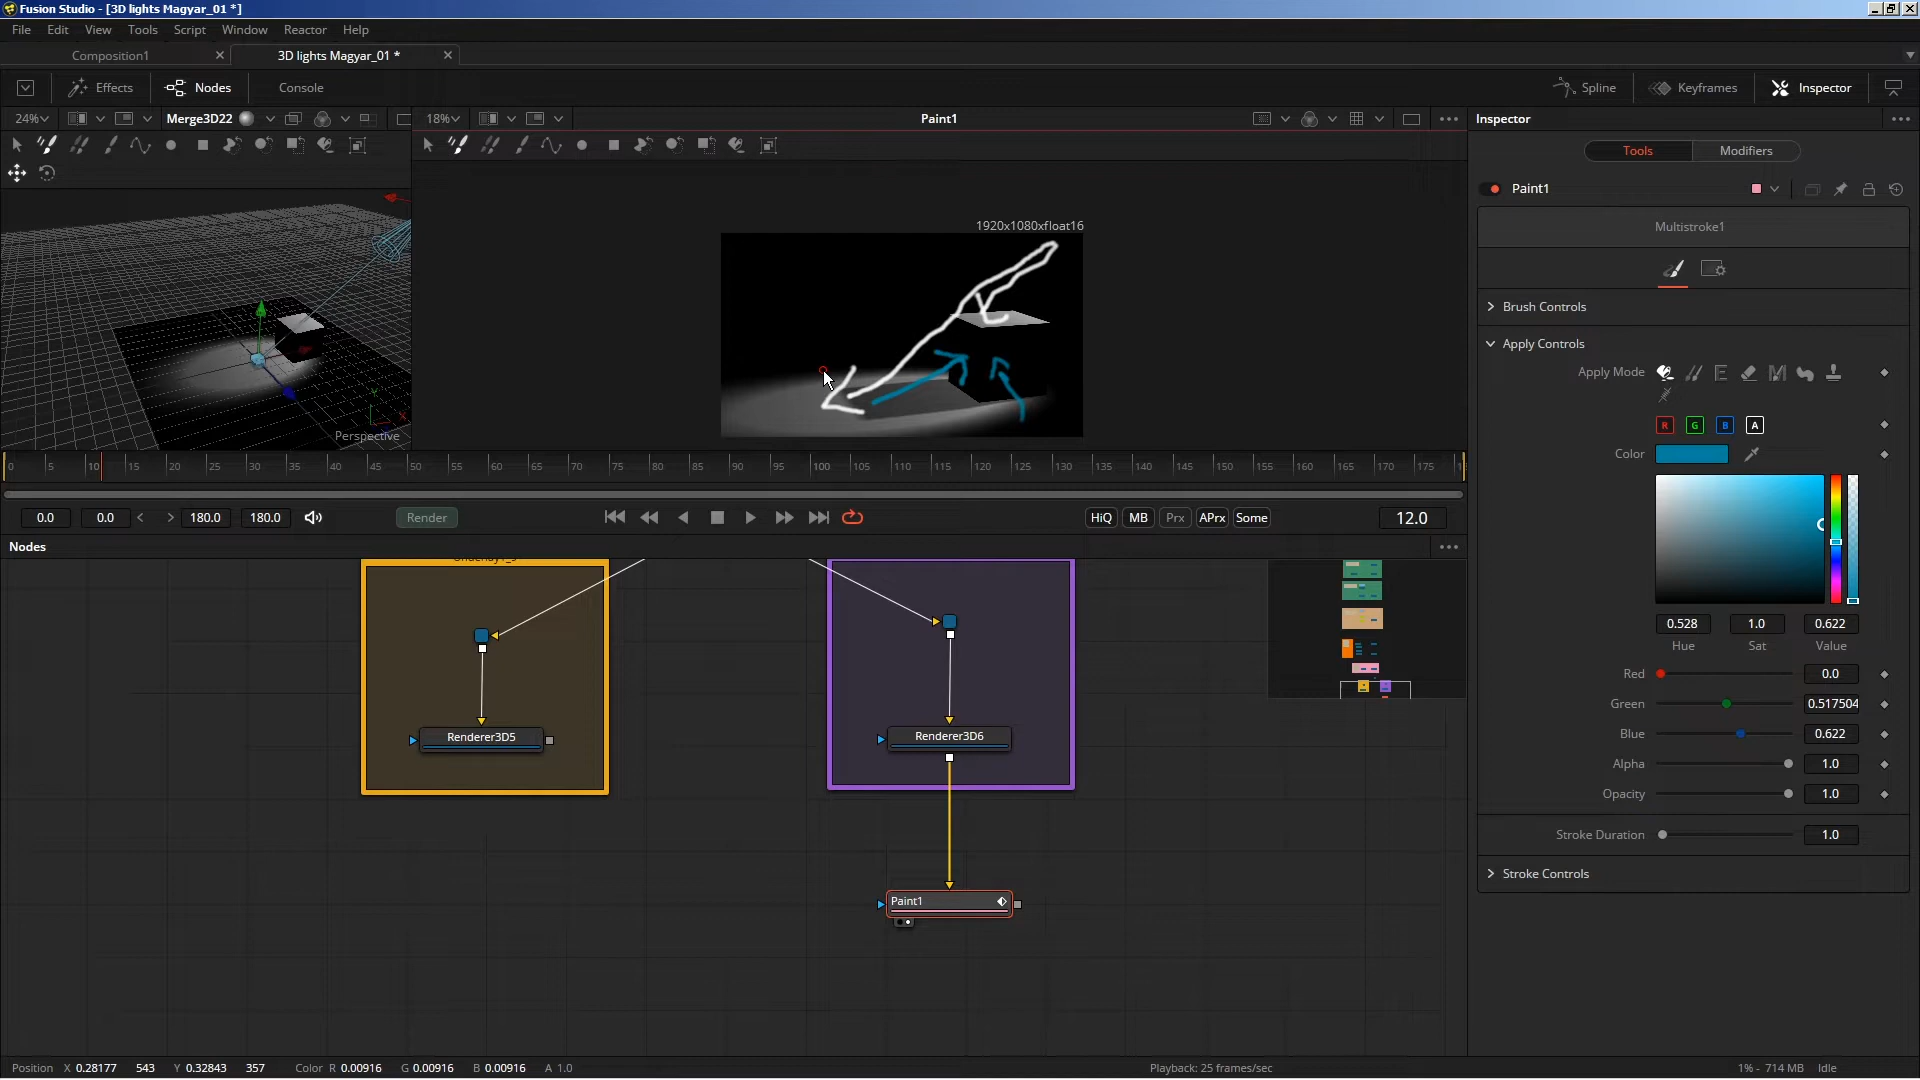 Fusion Studio - [3D lights Magyar_01 *]
File Edit View Tools Script Window Reactor Help
Composition1 3D lights Magyar_01 *
Effects Nodes Console Spline Keyframes Inspector
24% Merge3D22 18% Paint1 Inspector
Tools Modifiers
Paint1
1920x1080xfloat16
Multistroke1
Brush Controls
Apply Controls
Apply Mode
R G B A
Color
Perspective
0 5 10 15 20 25 30 35 40 45 50 55 60 65 70 75 80 85 90 95 100 105 110 115 120 125 130 135 140 145 150 155 160 165 170 175
0.0 0.0 < > 180.0 180.0 Render HiQ MB Prx APrx Some 12.0
Nodes
0.528 1.0 0.622
Hue Sat Value
Red 0.0
Green 0.517504
Blue 0.622
Alpha 1.0
Opacity 1.0
Stroke Duration 1.0
Stroke Controls
Renderer3D5 Renderer3D6
Paint1
Position X 0.28177 543 Y 0.32843 357 Color R 0.00916 G 0.00916 B 0.00916 A 1.0 Playback: 25 frames/sec 1% - 714 MB Idle